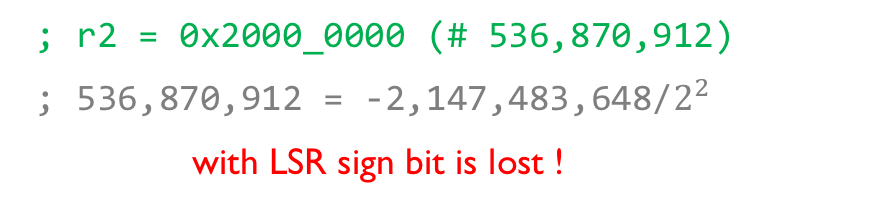 ; r2 = 0x2000_0000 (# 536,870,912)
; 536,870,912 = -2,147,483,648/2²
with LSR sign bit is lost !